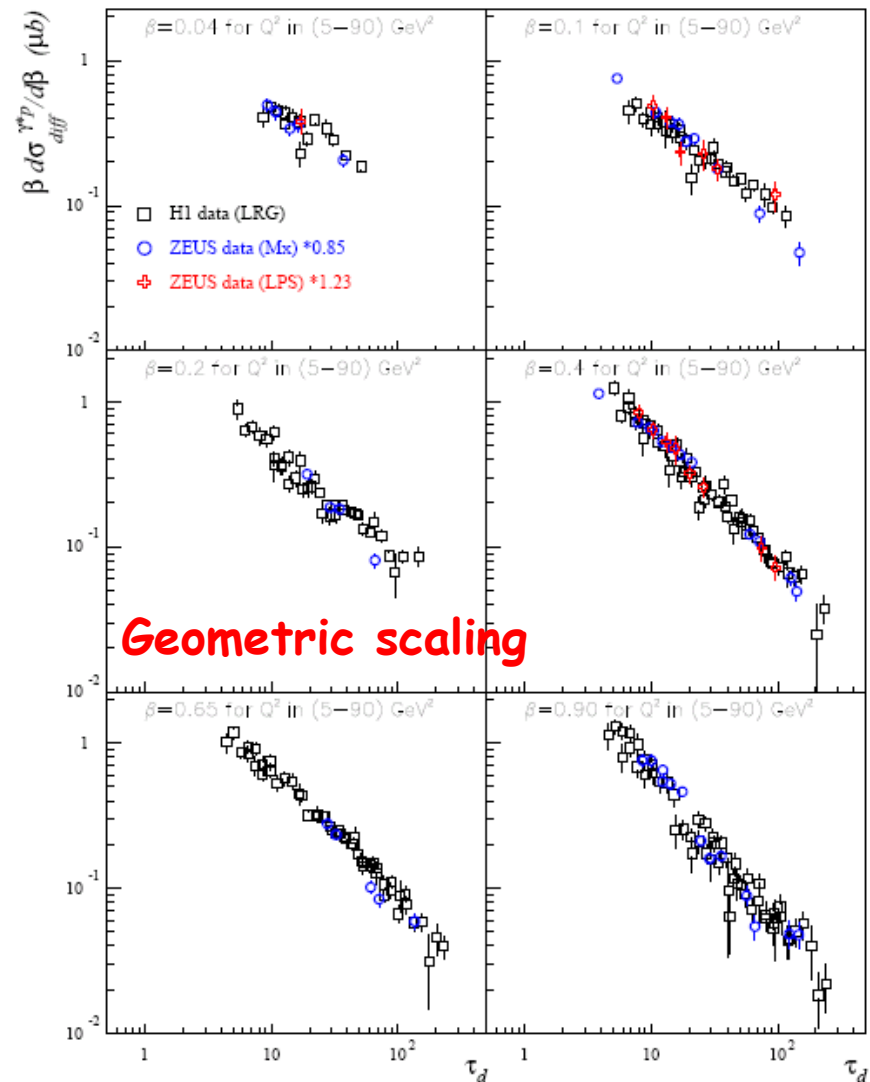 β dσ^{γ*p}_{diff}/dβ (μb)
β=0.04 for Q² in (5−90) GeV²
β=0.1 for Q² in (5−90) GeV²
1
10⁻¹
10⁻²
□ H1 data (LRG)
○ ZEUS data (Mx) *0.85
✚ ZEUS data (LPS) *1.23
β=0.2 for Q² in (5−90) GeV²
β=0.4 for Q² in (5−90) GeV²
1
10⁻¹
10⁻²
Geometric scaling
β=0.65 for Q² in (5−90) GeV²
β=0.90 for Q² in (5−90) GeV²
1
10⁻¹
10⁻²
1 10 10² 1 10 10²
τ_d τ_d